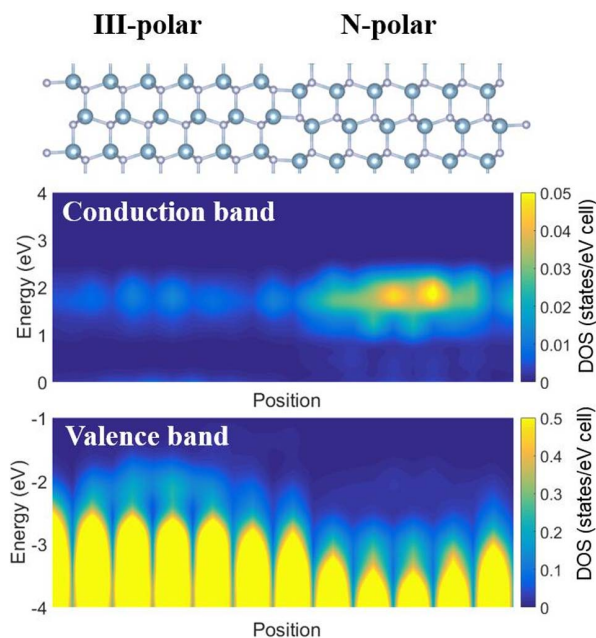 III-polar N-polar
4
3
2
1
0
Energy (eV)
Conduction band
Position
0.05
0.04
0.03
0.02
0.01
0
DOS (states/eV cell)
-1
-2
-3
-4
Energy (eV)
Valence band
Position
0.5
0.4
0.3
0.2
0.1
0
DOS (states/eV cell)